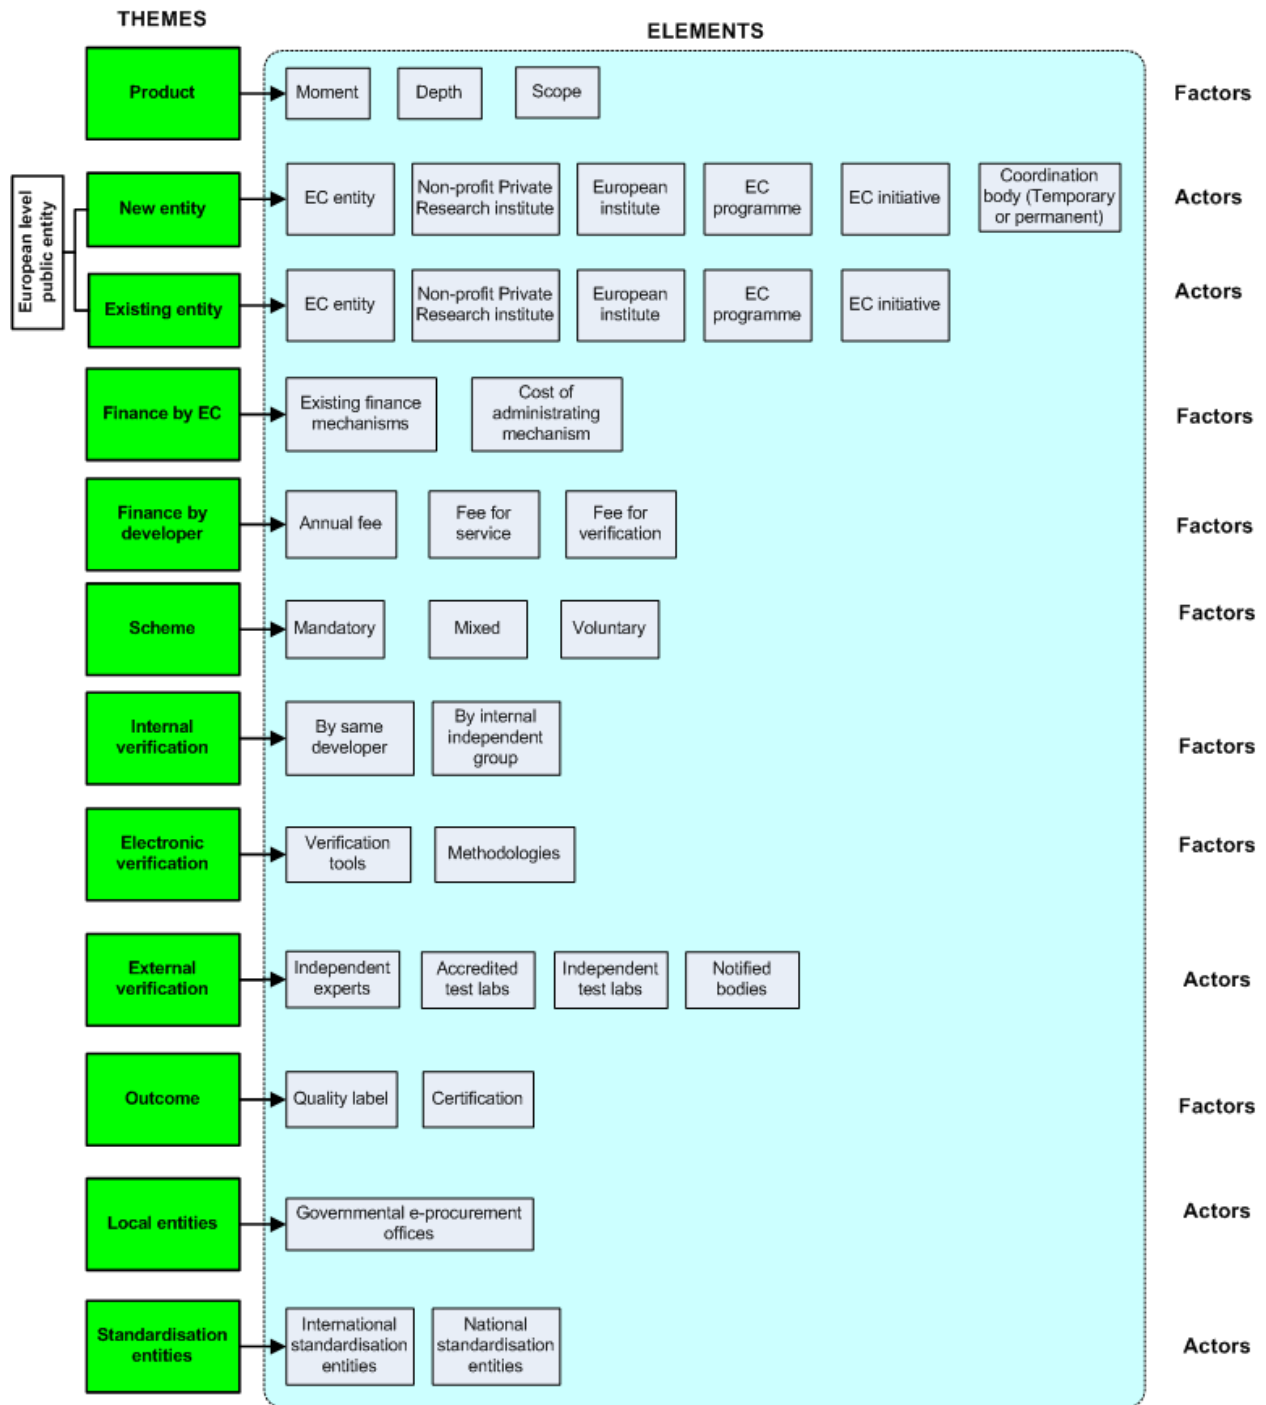 THEMES
ELEMENTS
Product
Moment
Depth
Scope
Factors
European level
public entity
New entity
EC entity
Non-profit Private
Research institute
European
institute
EC
programme
EC initiative
Coordination
body (Temporary
or permanent)
Actors
Existing entity
EC entity
Non-profit Private
Research institute
European
institute
EC
programme
EC initiative
Actors
Finance by EC
Existing finance
mechanisms
Cost of
administrating
mechanism
Factors
Finance by
developer
Annual fee
Fee for
service
Fee for
verification
Factors
Scheme
Mandatory
Mixed
Voluntary
Factors
Internal
verification
By same
developer
By internal
independent
group
Factors
Electronic
verification
Verification
tools
Methodologies
Factors
External
verification
Independent
experts
Accredited
test labs
Independent
test labs
Notified
bodies
Actors
Outcome
Quality label
Certification
Factors
Local entities
Governmental e-procurement
offices
Actors
Standardisation
entities
International
standardisation
entities
National
standardisation
entities
Actors